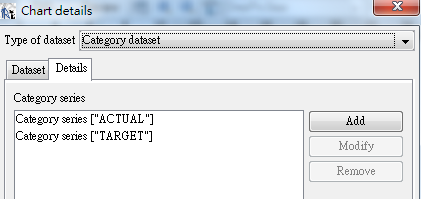 Chart details
Type of dataset Category dataset
Dataset Details
Category series
Category series ["ACTUAL"]
Category series ["TARGET"]
Add
Modify
Remove